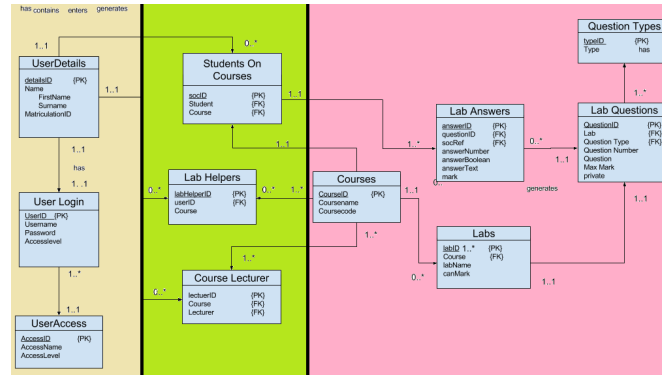 has contains enters generates
1..1
0..*
UserDetails
detailsID {PK}
Name
FirstName
Surname
MatriculationID
1..1
1..1
has
1. .1
User Login
UserID {PK}
Username
Password
Accesslevel
1..*
1..1
UserAccess
AccessID {PK}
AccessName
AccessLevel
Students On
Courses
socID {PK}
Student {FK}
Course {FK}
1..1
1..*
Lab Helpers
labHelperID {PK}
userID {FK}
Course
0..*
0..*
1..*
Course Lecturer
lectuerID {PK}
Course {FK}
Lecturer {FK}
0..*
1..*
Courses
CourseID {PK}
Coursename
Coursecode
1..1
0..
1..*
1..*
0..*
Lab Answers
answerID {PK}
questionID {FK}
socRef {FK}
answerNumber
answerBoolean
answerText
mark
0..*
1..1
generates
Labs
labID 1..* {PK}
Course {FK}
labName
canMark
1..1
1..1
Question Types
typeID {PK}
Type has
1..*
Lab Questions
QuestionID {PK}
Lab {FK}
Question Type {FK}
Question Number
Question
Max Mark
private